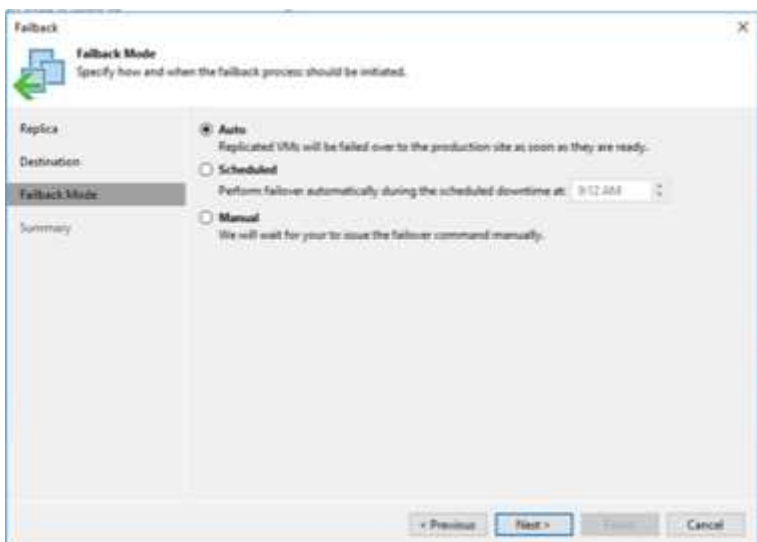 Failback
Failback Mode
Specify how and when the failback process should be initiated.
Replica
Destination
Failback Mode
Summary
Auto
Replicated VMs will be failed over to the production site as soon as they are ready.
Scheduled
Perform failover automatically during the scheduled downtime at: 9:12 AM
Manual
We will wait for your to issue the failover command manually.
< Previous
Next >
Cancel